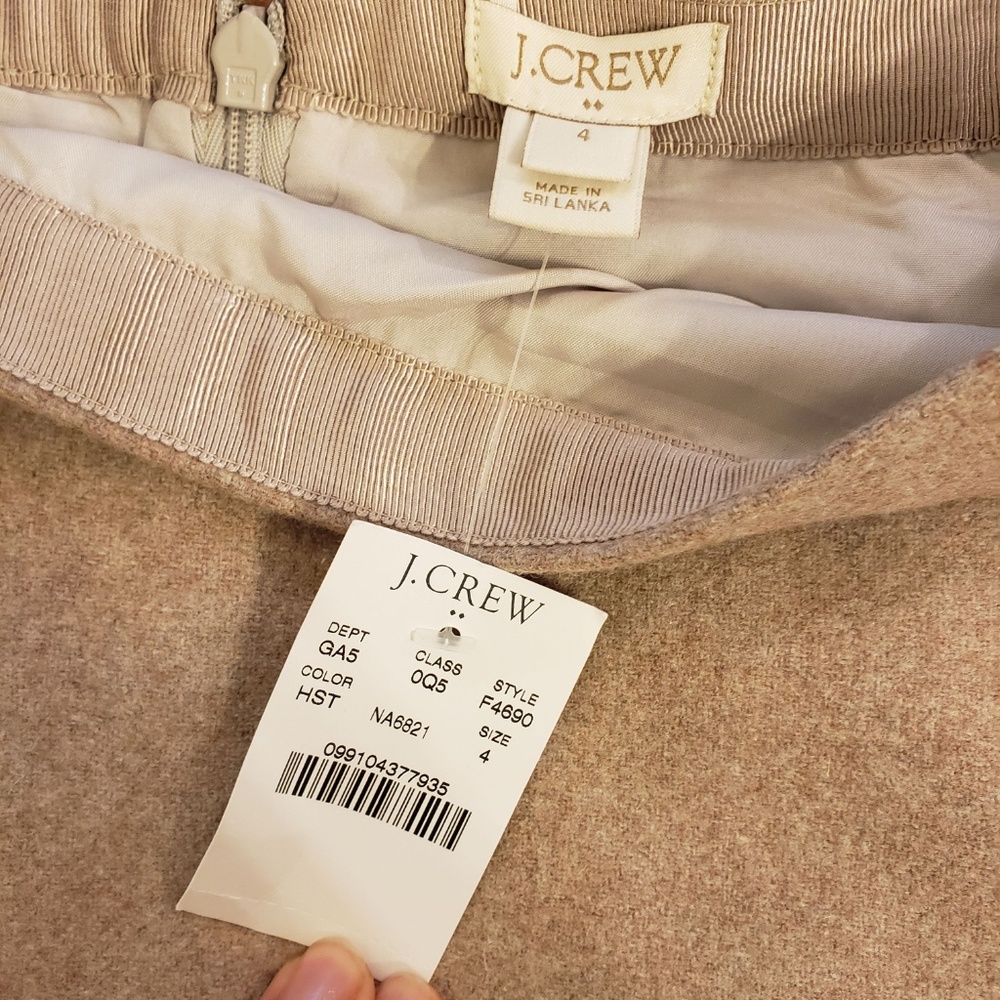 YKK
J.CREW
4
MADE IN
SRI LANKA
J.CREW
DEPT
GA5
CLASS
0Q5
STYLE
F4690
COLOR
HST
NA6821
SIZE
4
099104377935